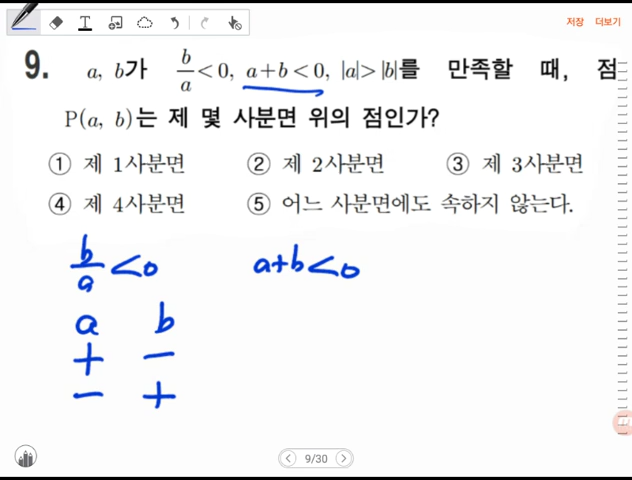 저장 더보기
9. a, b가 b/a<0, a+b<0, |a|>|b|를 만족할 때, 점
P(a, b)는 제 몇 사분면 위의 점인가?
① 제 1사분면 ② 제 2사분면 ③ 제 3사분면
④ 제 4사분면 ⑤ 어느 사분면에도 속하지 않는다.
b/a<0 a+b<0
a b
+ −
− +
9/30